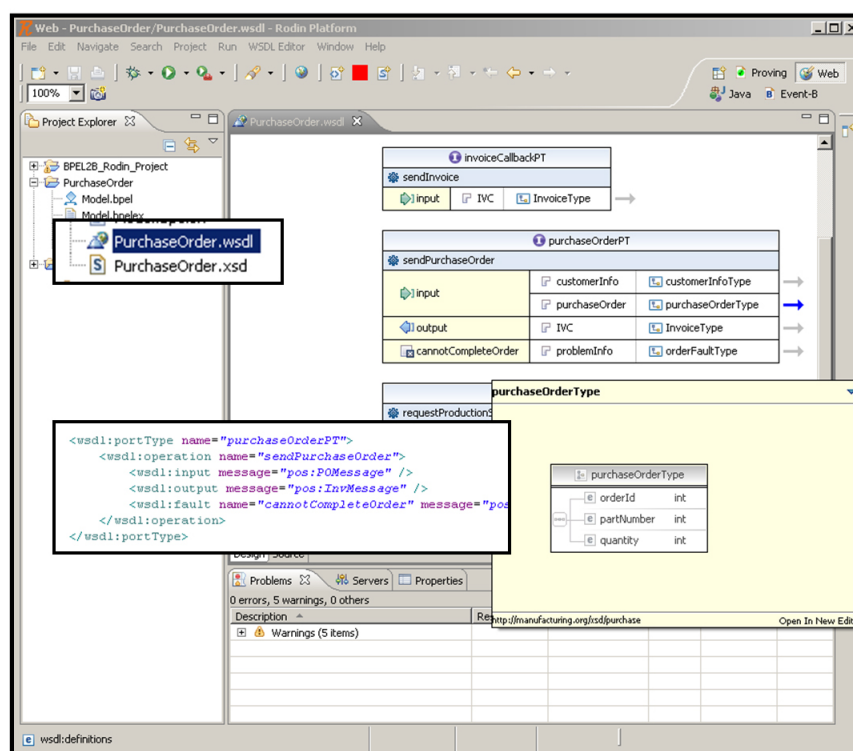 Web - PurchaseOrder/PurchaseOrder.wsdl - Rodin Platform
File Edit Navigate Search Project Run WSDL Editor Window Help
Proving Web
100%
Java Event-B
Project Explorer
PurchaseOrder.wsdl
BPEL2B_Rodin_Project
PurchaseOrder
Model.bpel
Model.bpelex
PurchaseOrder.wsdl
PurchaseOrder.xsd
invoiceCallbackPT
sendInvoice
input IVC InvoiceType
purchaseOrderPT
sendPurchaseOrder
input customerInfo customerInfoType
purchaseOrder purchaseOrderType
output IVC InvoiceType
cannotCompleteOrder problemInfo orderFaultType
requestProductionS
purchaseOrderType
purchaseOrderType
orderId int
partNumber int
quantity int
http://manufacturing.org/xsd/purchase Open In New Edit
<wsdl:portType name="purchaseOrderPT">
<wsdl:operation name="sendPurchaseOrder">
<wsdl:input message="pos:POMessage" />
<wsdl:output message="pos:InvMessage" />
<wsdl:fault name="cannotCompleteOrder" message="pos
</wsdl:operation>
</wsdl:portType>
Design Source
Problems Servers Properties
0 errors, 5 warnings, 0 others
Description Res
Warnings (5 items)
wsdl:definitions